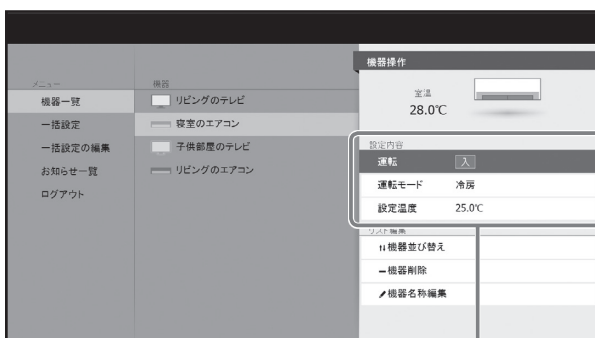 メニュー
機器一覧
一括設定
一括設定の編集
お知らせ一覧
ログアウト
機器
リビングのテレビ
寝室のエアコン
子供部屋のテレビ
リビングのエアコン
機器操作
室温
28.0℃
設定内容
運転 入
運転モード 冷房
設定温度 25.0℃
リスト編集
機器並び替え
機器削除
機器名称編集